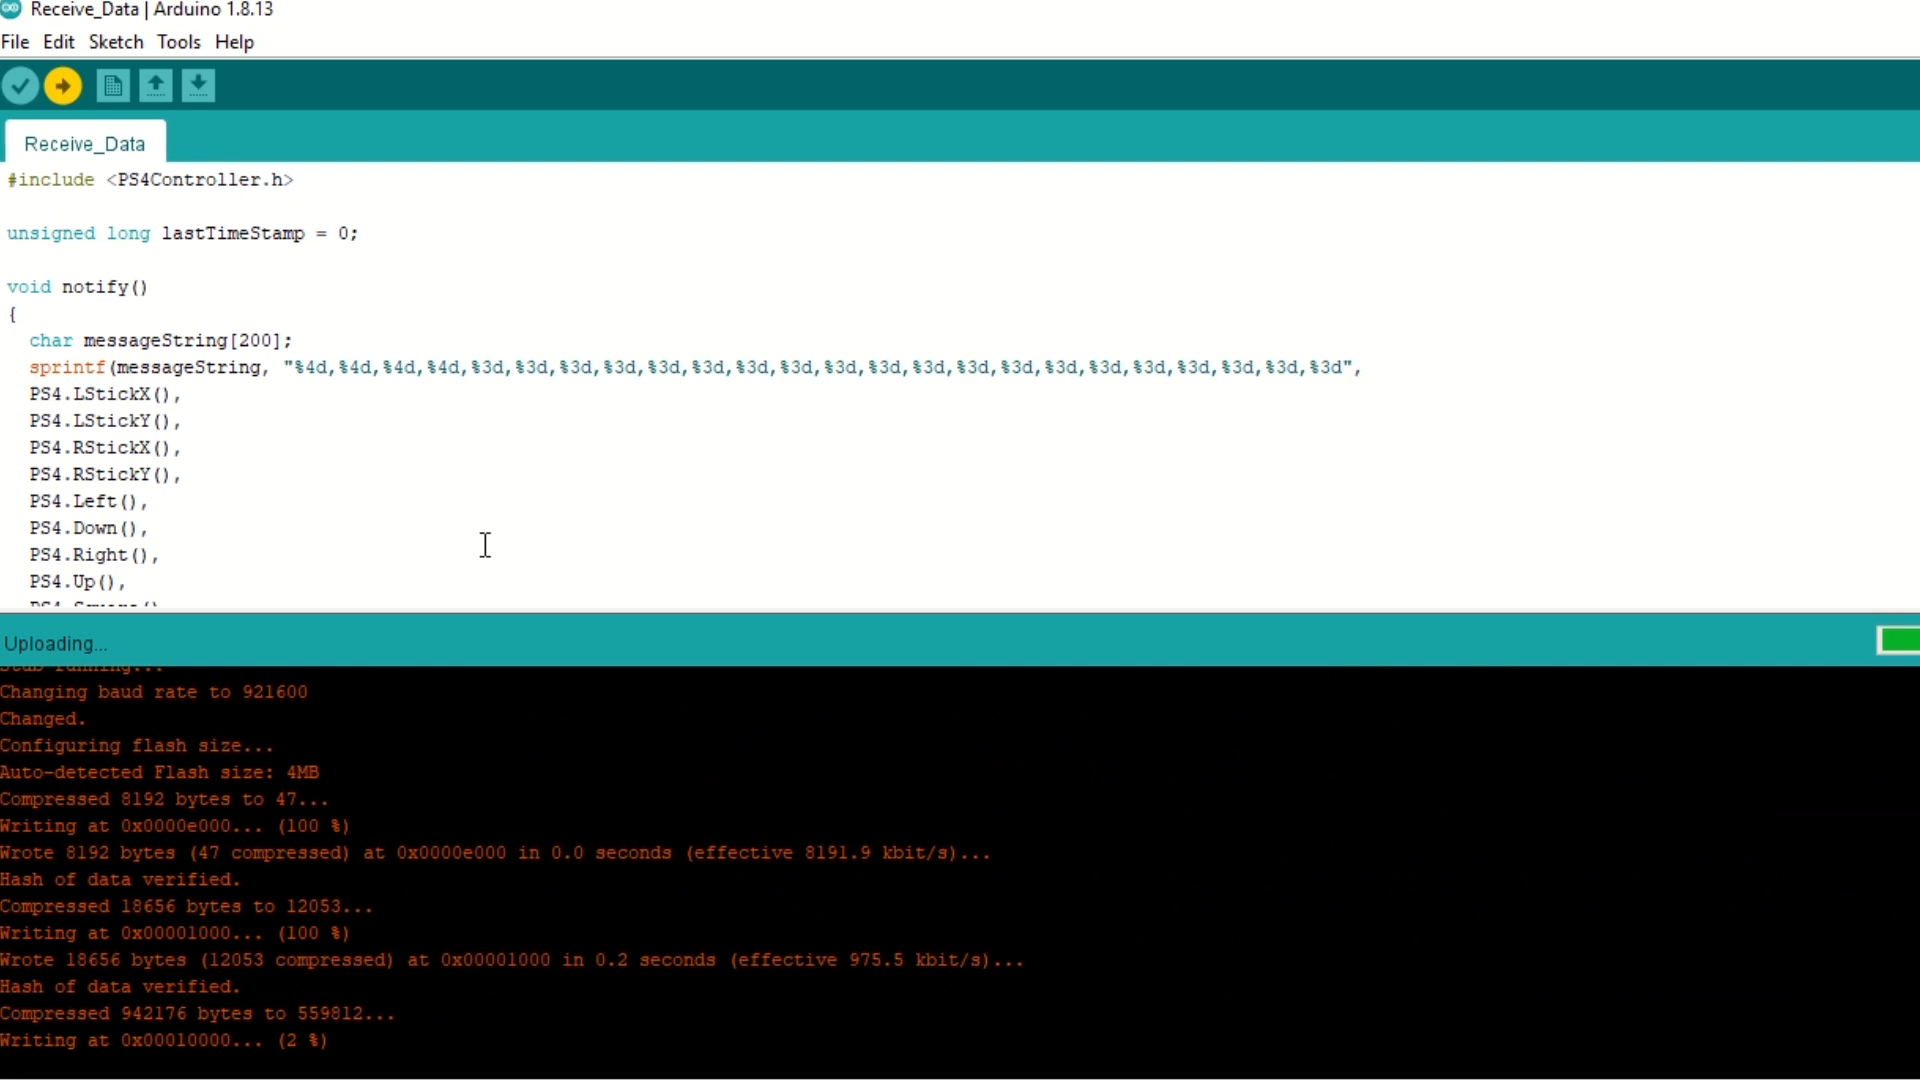 Receive_Data | Arduino 1.8.13
File Edit Sketch Tools Help
Receive_Data
#include <PS4Controller.h>
unsigned long lastTimeStamp = 0;
void notify()
{
char messageString[200];
sprintf(messageString, "%4d,%4d,%4d,%4d,%3d,%3d,%3d,%3d,%3d,%3d,%3d,%3d,%3d,%3d,%3d,%3d,%3d,%3d,%3d,%3d,%3d,%3d,%3d,%3d",
PS4.LStickX(),
PS4.LStickY(),
PS4.RStickX(),
PS4.RStickY(),
PS4.Left(),
PS4.Down(),
PS4.Right(),
PS4.Up(),
PS4.Square()
Uploading...
Stub running...
Changing baud rate to 921600
Changed.
Configuring flash size...
Auto-detected Flash size: 4MB
Compressed 8192 bytes to 47...
Writing at 0x0000e000... (100 %)
Wrote 8192 bytes (47 compressed) at 0x0000e000 in 0.0 seconds (effective 8191.9 kbit/s)...
Hash of data verified.
Compressed 18656 bytes to 12053...
Writing at 0x00001000... (100 %)
Wrote 18656 bytes (12053 compressed) at 0x00001000 in 0.2 seconds (effective 975.5 kbit/s)...
Hash of data verified.
Compressed 942176 bytes to 559812...
Writing at 0x00010000... (2 %)